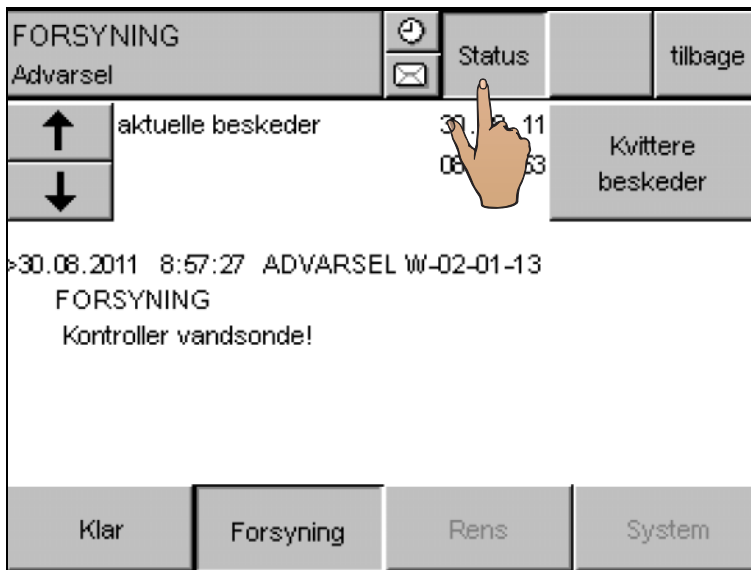 FORSYNING
Advarsel
Status
tilbage
aktuelle beskeder
Kvittere
beskeder
>30.08.2011 8:57:27 ADVARSEL W-02-01-13
FORSYNING
Kontroller vandsonde!
Klar
Forsyning
Rens
System